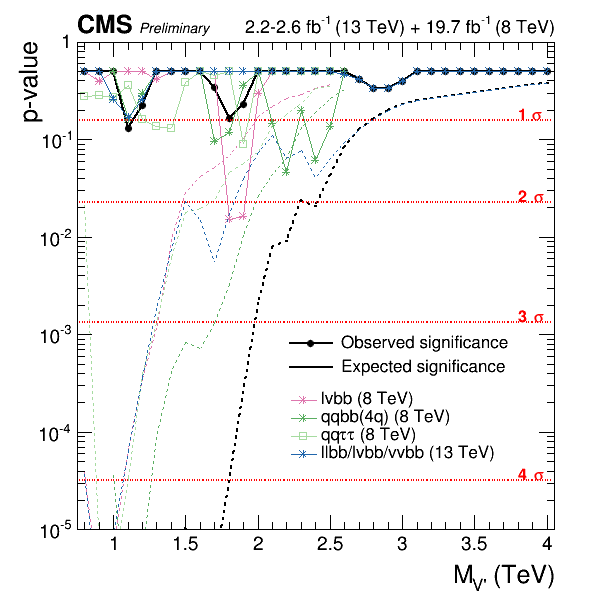 CMS Preliminary 2.2-2.6 fb⁻¹ (13 TeV) + 19.7 fb⁻¹ (8 TeV)
p-value
1
10⁻¹
10⁻²
10⁻³
10⁻⁴
10⁻⁵
1 σ
2 σ
3 σ
4 σ
Observed significance
Expected significance
lvbb (8 TeV)
qqbb(4q) (8 TeV)
qqττ (8 TeV)
llbb/lvbb/vvbb (13 TeV)
1 1.5 2 2.5 3 3.5 4
M_V' (TeV)